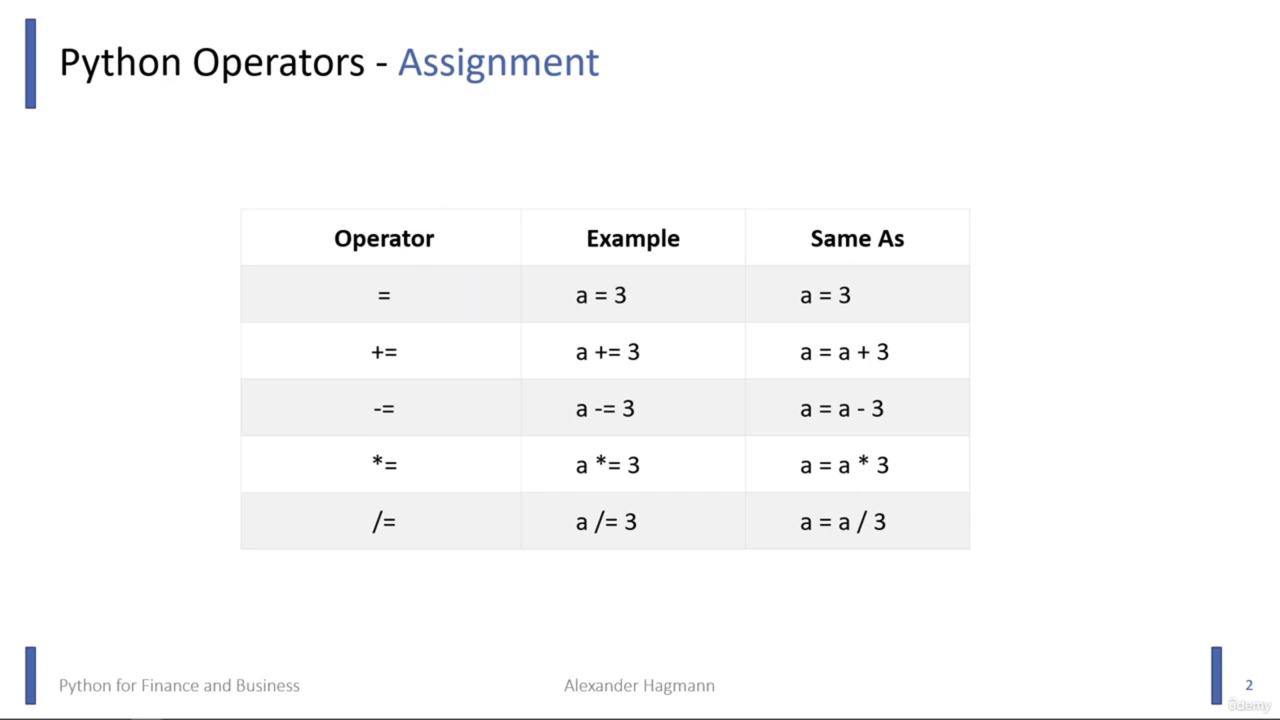 Python Operators - Assignment
Operator Example Same As
= a = 3 a = 3
+= a += 3 a = a + 3
-= a -= 3 a = a - 3
*= a *= 3 a = a * 3
/= a /= 3 a = a / 3
Python for Finance and Business Alexander Hagmann 2
ûdemy